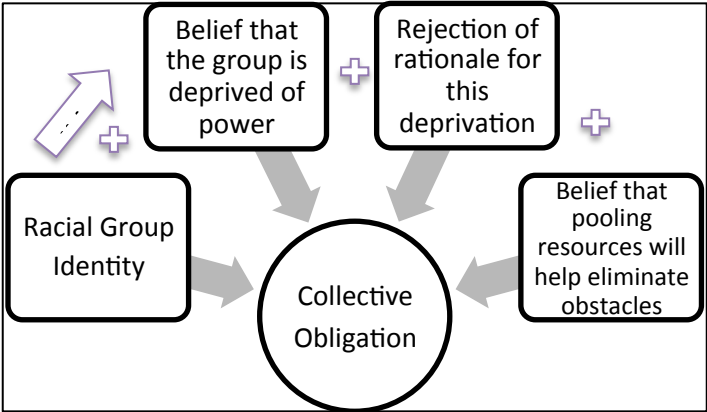 Belief that
the group is
deprived of
power
Rejection of
rationale for
this
deprivation
Racial Group
Identity
Belief that
pooling
resources will
help eliminate
obstacles
Collective
Obligation